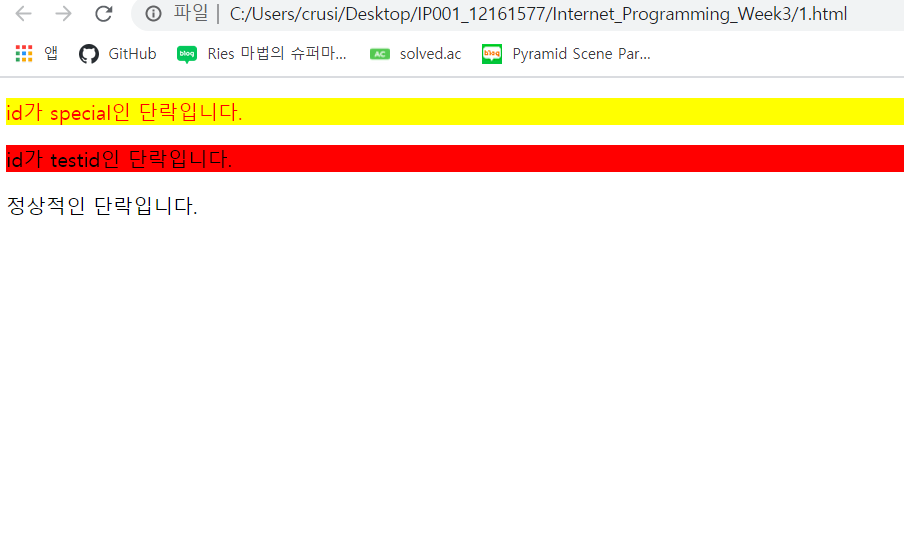 파일 | C:/Users/crusi/Desktop/IP001_12161577/Internet_Programming_Week3/1.html
앱 GitHub blog Ries 마법의 슈퍼마... AC solved.ac blog Pyramid Scene Par...
id가 special인 단락입니다.
id가 testid인 단락입니다.
정상적인 단락입니다.